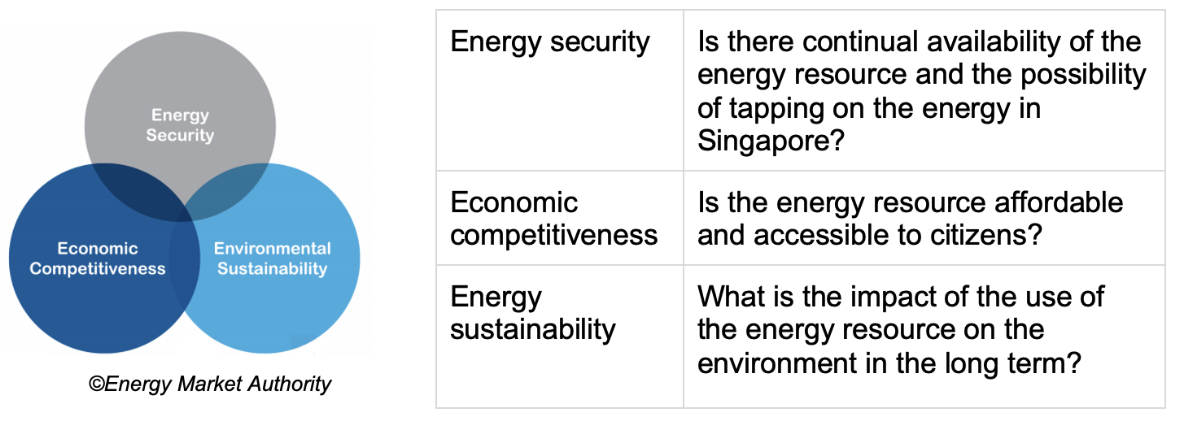 Energy
Security
Economic
Competitiveness
Environmental
Sustainability
©Energy Market Authority
Energy security
Is there continual availability of the
energy resource and the possibility
of tapping on the energy in
Singapore?
Economic
competitiveness
Is the energy resource affordable
and accessible to citizens?
Energy
sustainability
What is the impact of the use of
the energy resource on the
environment in the long term?